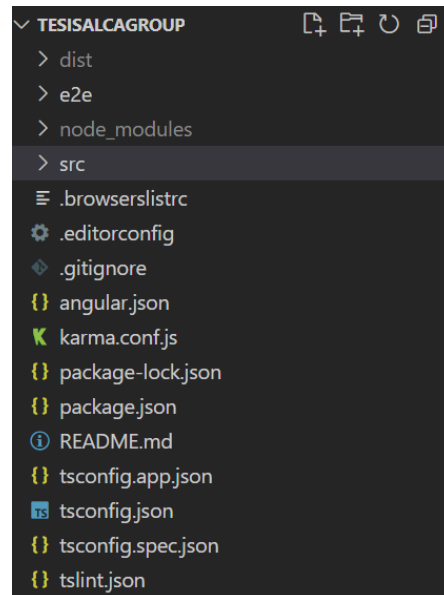 TESISALCAGROUP
dist
e2e
node_modules
src
.browserslistrc
.editorconfig
.gitignore
angular.json
karma.conf.js
package-lock.json
package.json
README.md
tsconfig.app.json
TS tsconfig.json
tsconfig.spec.json
tslint.json